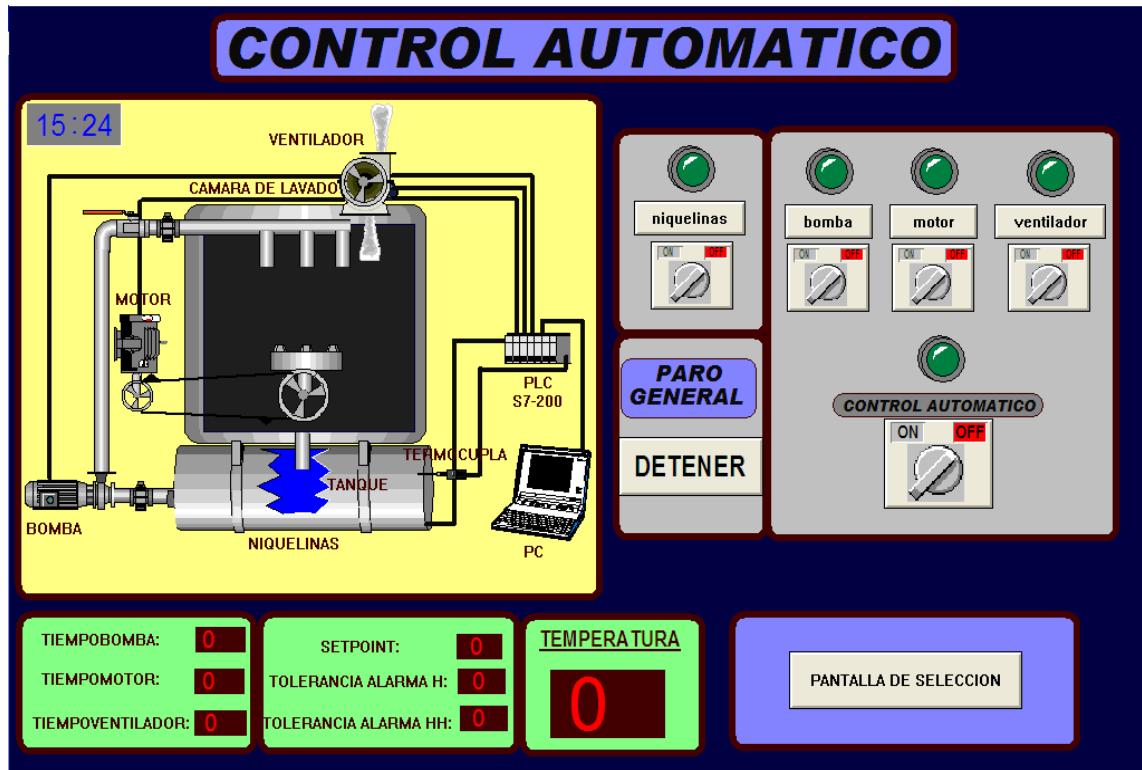 CONTROL AUTOMATICO
15:24
VENTILADOR
CAMARA DE LAVADO
MOTOR
PLC
S7-200
TERMOCUPLA
TANQUE
BOMBA
NIQUELINAS
PC
niquelinas
ON OFF
bomba
motor
ventilador
ON OFF
ON OFF
ON OFF
PARO
GENERAL
DETENER
CONTROL AUTOMATICO
ON OFF
TIEMPOBOMBA: 0
TIEMPOMOTOR: 0
TIEMPOVENTILADOR: 0
SETPOINT: 0
TOLERANCIA ALARMA H: 0
TOLERANCIA ALARMA HH: 0
TEMPERATURA
0
PANTALLA DE SELECCION